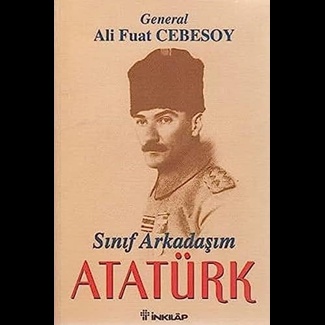 General
Ali Fuat CEBESOY
Sınıf Arkadaşım
ATATÜRK
İNKILÂP